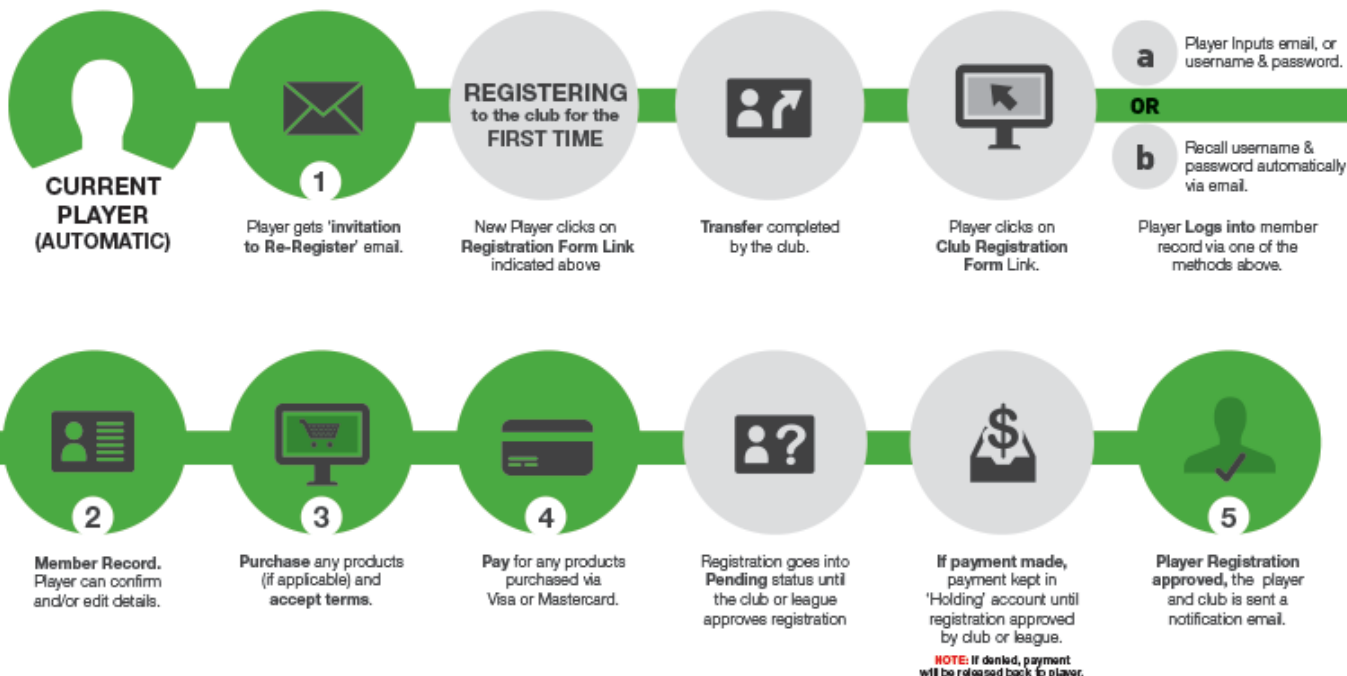 CURRENT
PLAYER
(AUTOMATIC)
1
Player gets 'invitation
to Re-Register' email.
REGISTERING
to the club for the
FIRST TIME
New Player clicks on
Registration Form Link
indicated above
Transfer completed
by the club.
Player clicks on
Club Registration
Form Link.
a
Player Inputs email, or
username & password.
OR
b
Recall username &
password automatically
via email.
Player Logs into member
record via one of the
methods above.
2
Member Record.
Player can confirm
and/or edit details.
3
Purchase any products
(if applicable) and
accept terms.
4
Pay for any products
purchased via
Visa or Mastercard.
?
Registration goes into
Pending status until
the club or league
approves registration
$
If payment made,
payment kept in
'Holding' account until
registration approved
by club or league.
NOTE: If denied, payment
will be released back to player.
5
Player Registration
approved, the player
and club is sent a
notification email.